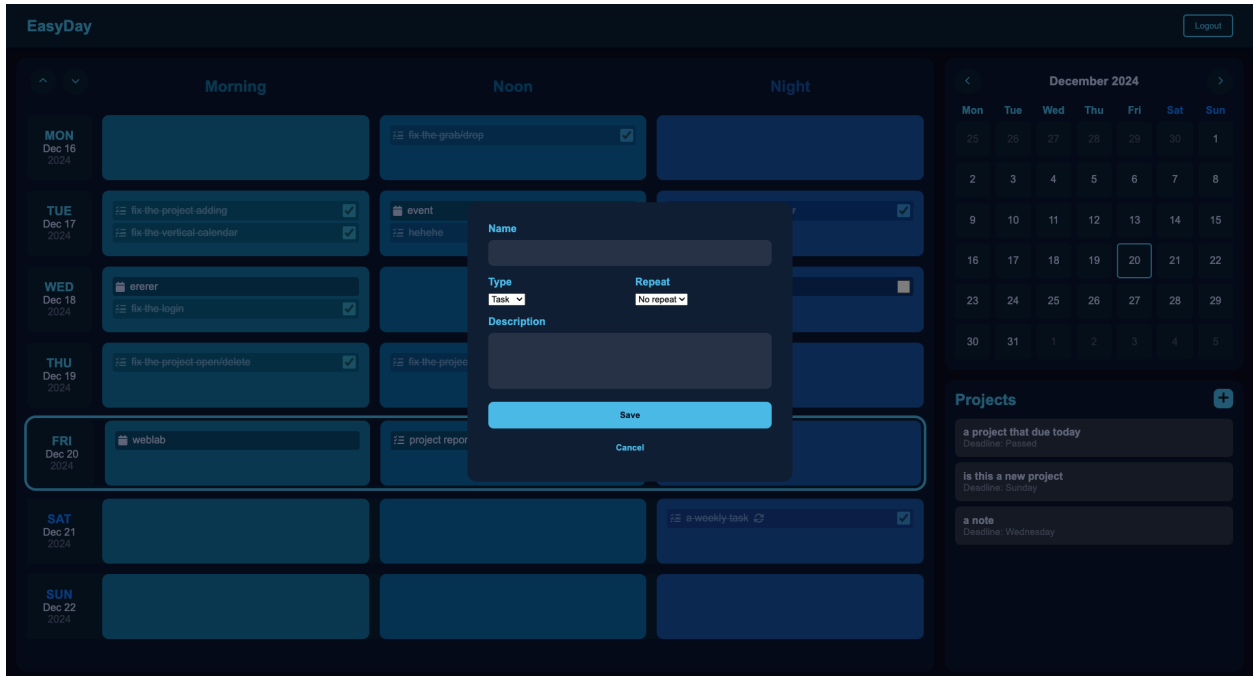 EasyDay
Logout
Morning
Noon
Night
MON
Dec 16
2024
fix the grab/drop
TUE
Dec 17
2024
fix the project adding
fix the vertical calendar
event
hehehe
r
WED
Dec 18
2024
ererer
fix the login
THU
Dec 19
2024
fix the project open/delete
fix the projec
FRI
Dec 20
2024
weblab
project repor
SAT
Dec 21
2024
a weekly task
SUN
Dec 22
2024
Name
Type
Repeat
Task
No repeat
Description
Save
Cancel
December 2024
Mon Tue Wed Thu Fri Sat Sun
25 26 27 28 29 30 1
2 3 4 5 6 7 8
9 10 11 12 13 14 15
16 17 18 19 20 21 22
23 24 25 26 27 28 29
30 31 1 2 3 4 5
Projects
a project that due today
Deadline: Passed
is this a new project
Deadline: Sunday
a note
Deadline: Wednesday